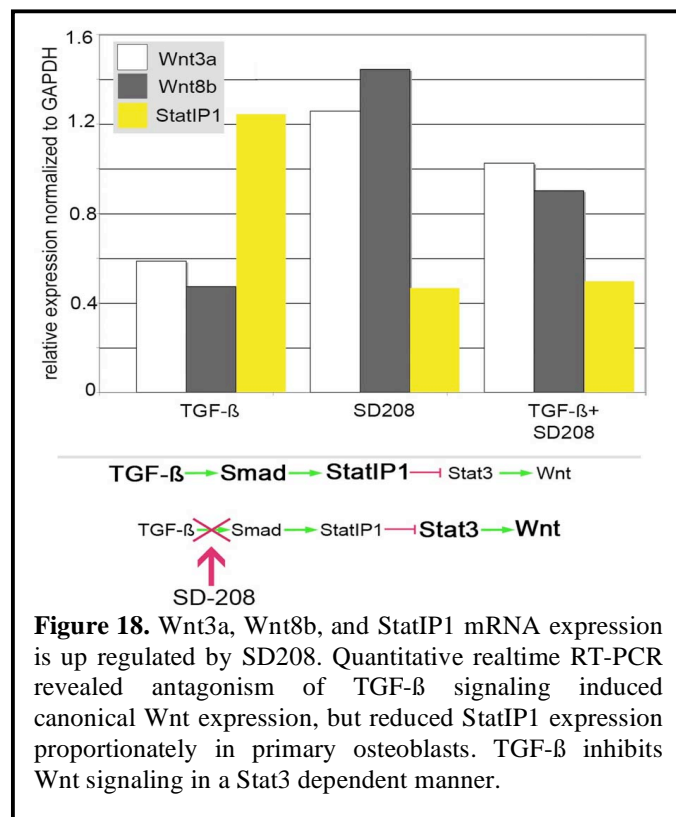 1.6
Wnt3a
Wnt8b
StatIP1
1.2
0.8
0.4
0
relative expression normalized to GAPDH
TGF-ß
SD208
TGF-ß+
SD208
TGF-ß Smad StatIP1 Stat3 Wnt
TGF-ß Smad StatIP1 Stat3 Wnt
SD-208
Figure 18. Wnt3a, Wnt8b, and StatIP1 mRNA expression
is up regulated by SD208. Quantitative realtime RT-PCR
revealed antagonism of TGF-ß signaling induced
canonical Wnt expression, but reduced StatIP1 expression
proportionately in primary osteoblasts. TGF-ß inhibits
Wnt signaling in a Stat3 dependent manner.